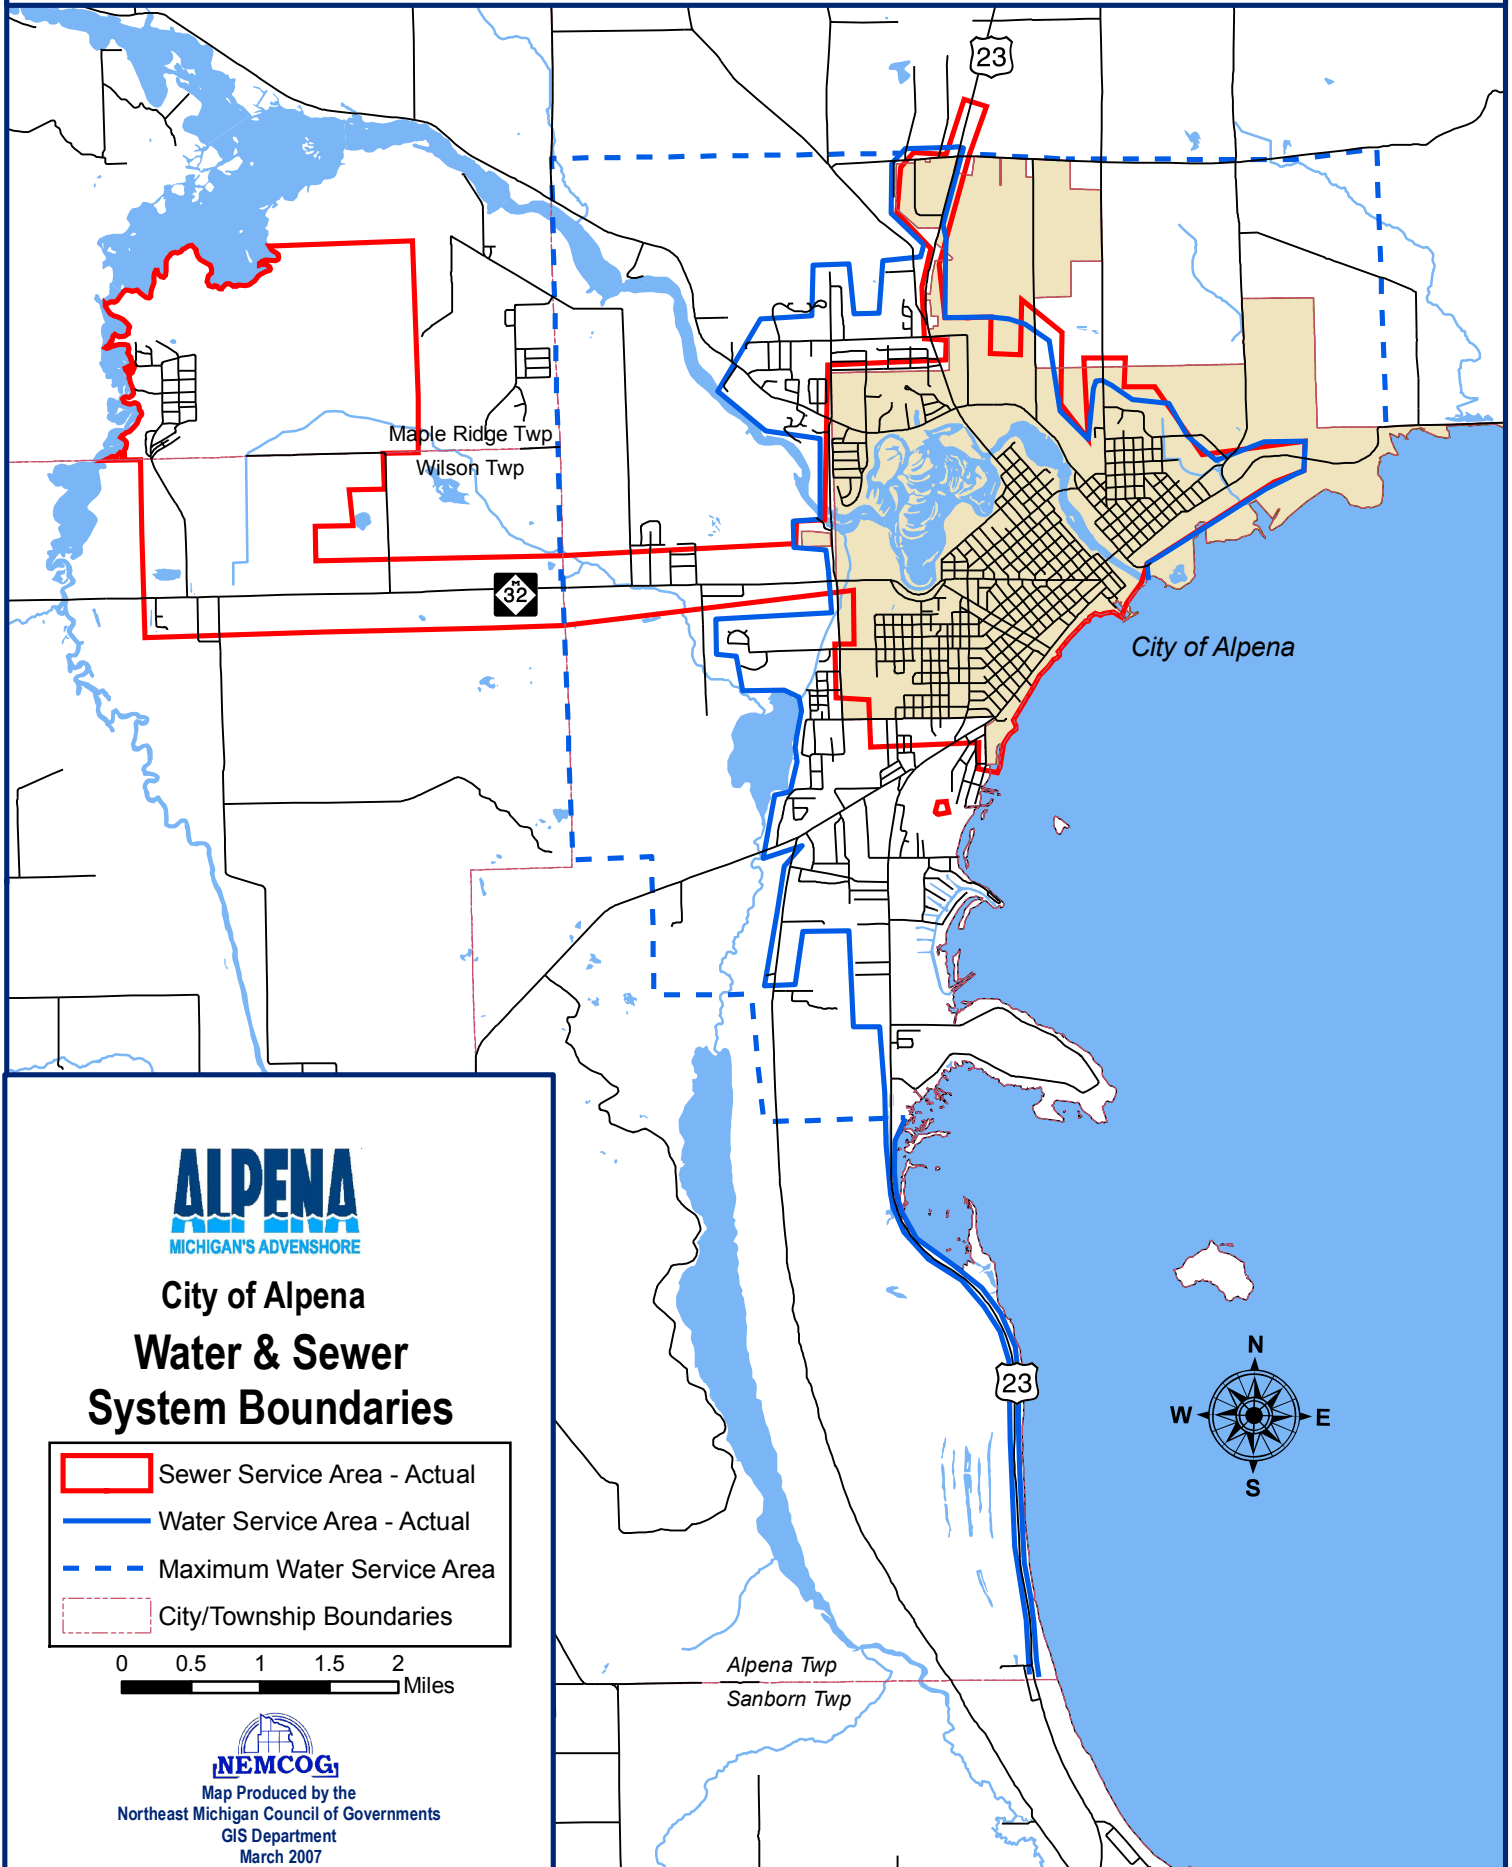 23
Maple Ridge Twp
Wilson Twp
M
32
City of Alpena
ALPENA
MICHIGAN'S ADVENSHORE
City of Alpena
Water & Sewer
System Boundaries
Sewer Service Area - Actual
Water Service Area - Actual
Maximum Water Service Area
City/Township Boundaries
0 0.5 1 1.5 2
Miles
NEMCOG
Map Produced by the
Northeast Michigan Council of Governments
GIS Department
March 2007
23
N
W E
S
Alpena Twp
Sanborn Twp